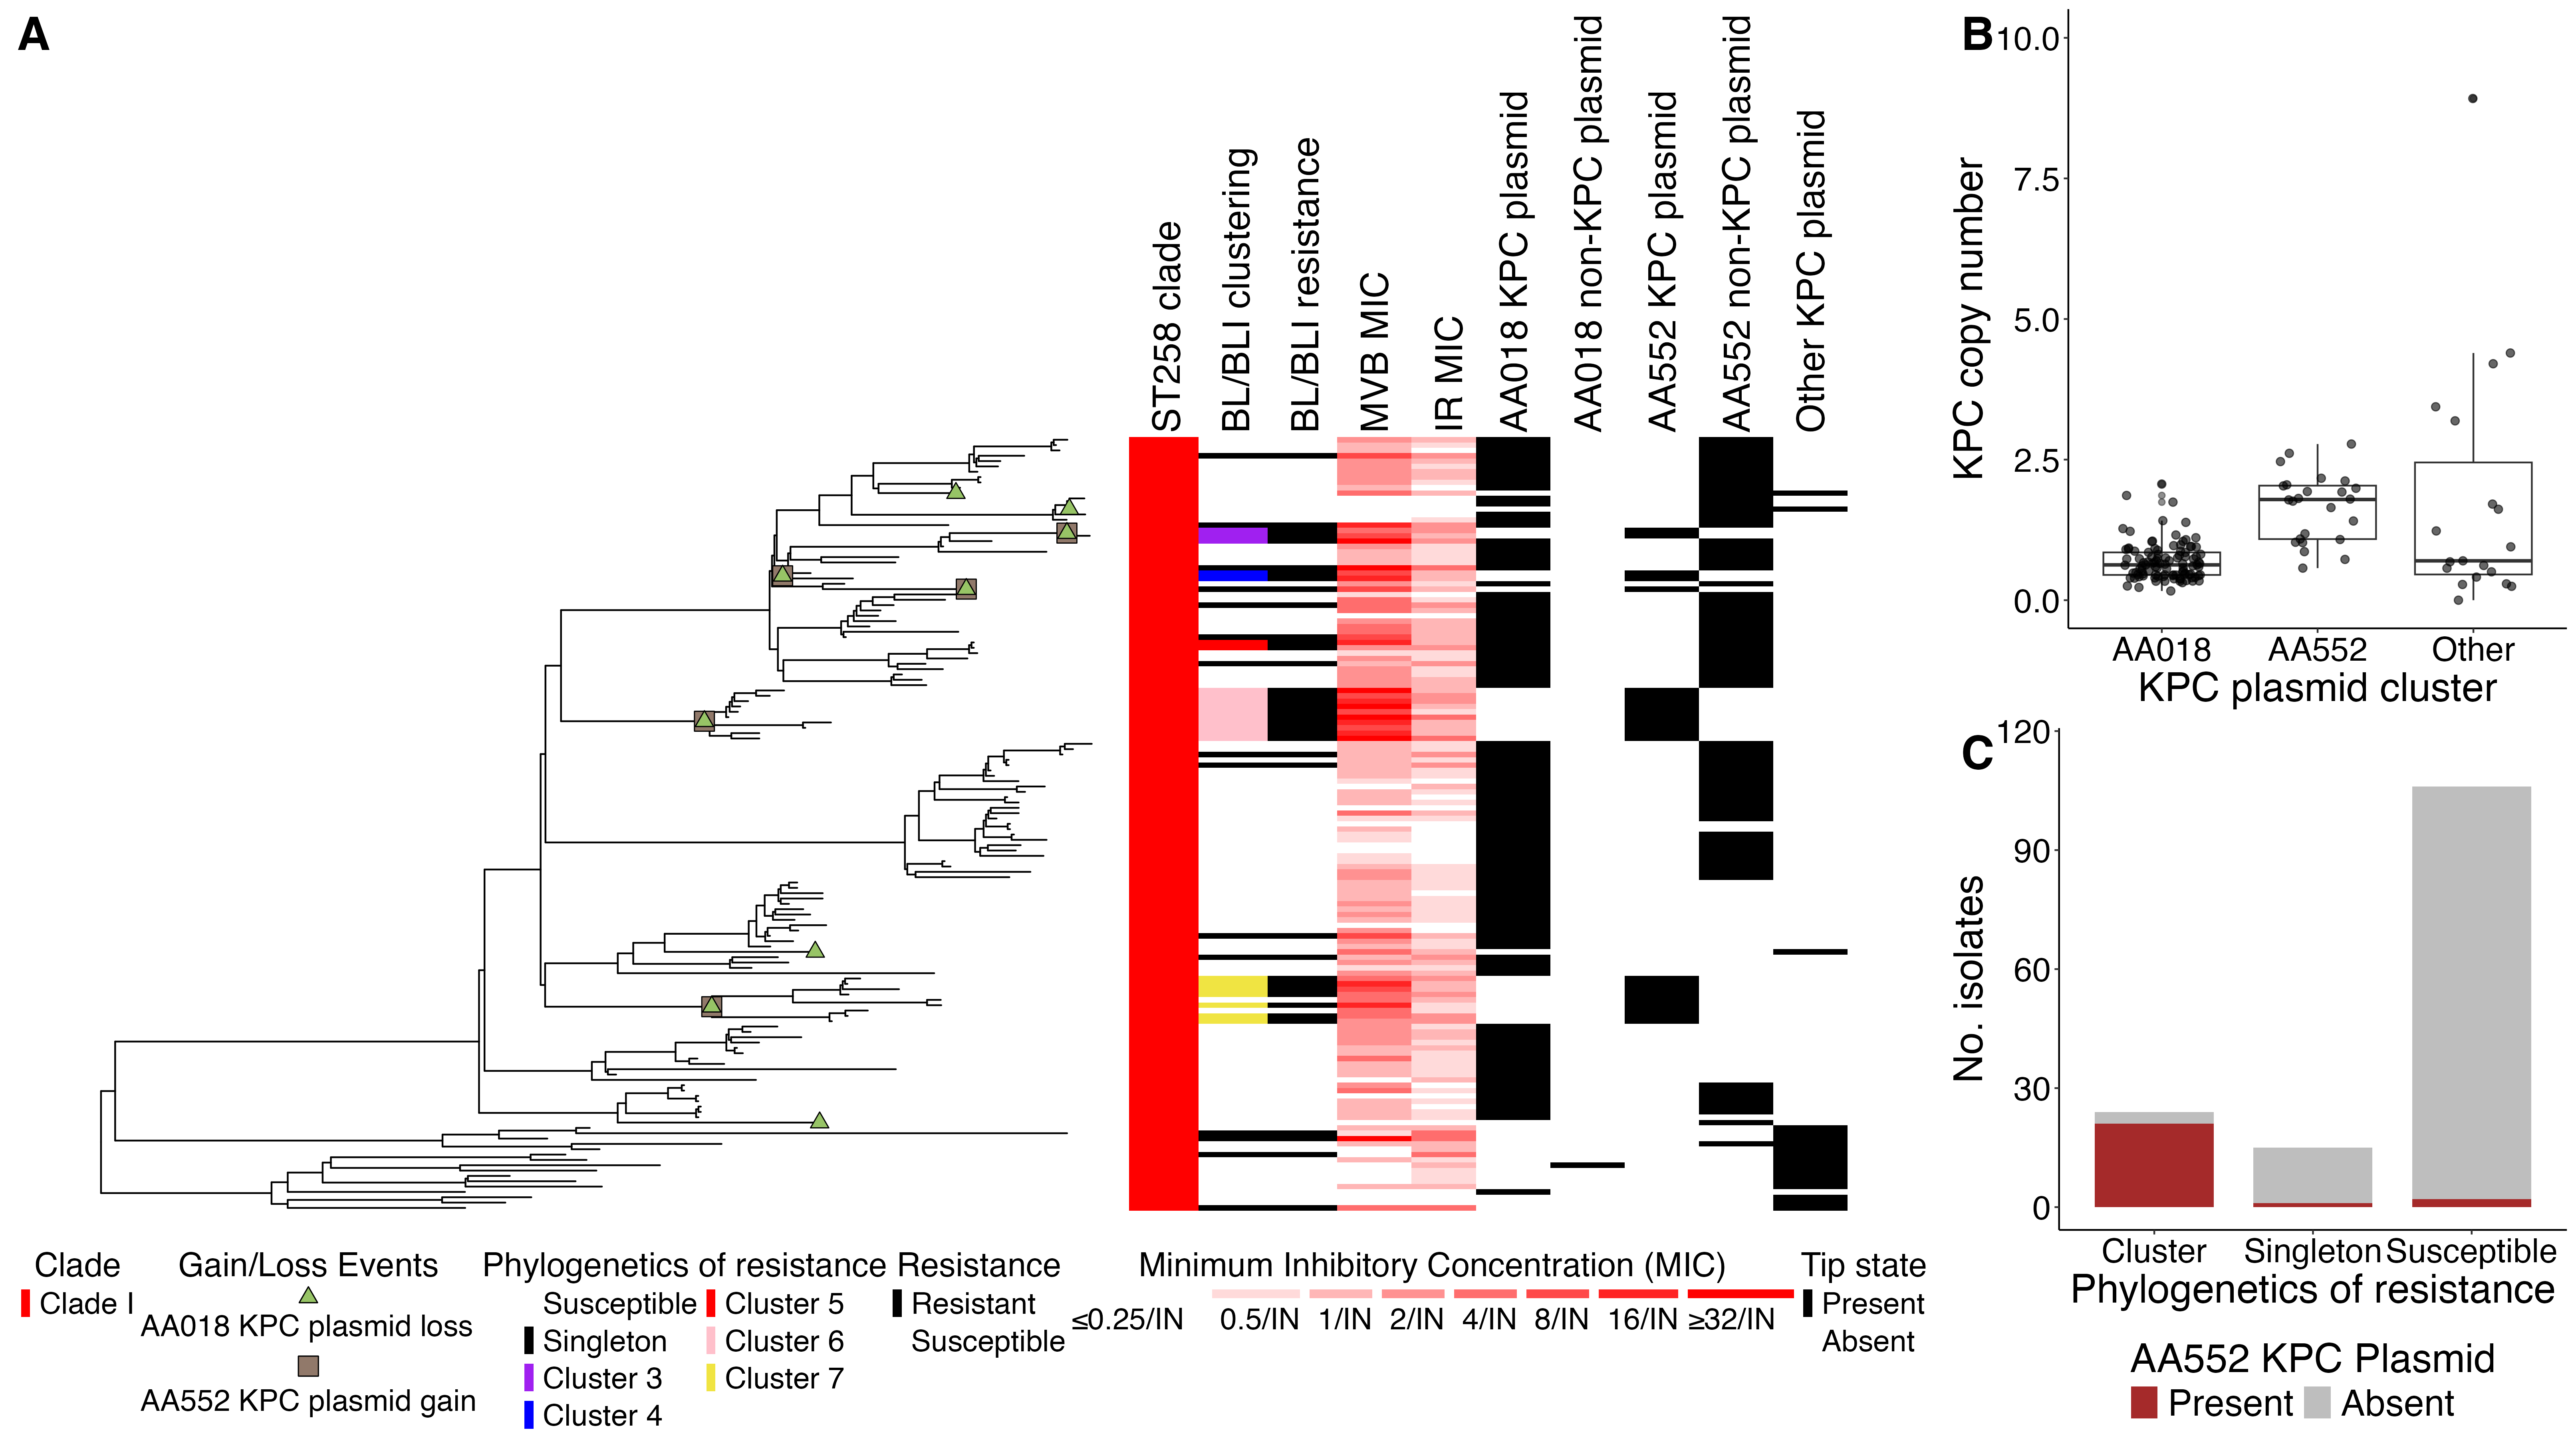 A
ST258 clade
BL/BLI clustering
BL/BLI resistance
MVB MIC
IR MIC
AA018 KPC plasmid
AA018 non-KPC plasmid
AA552 KPC plasmid
AA552 non-KPC plasmid
Other KPC plasmid
Clade
Clade I
Gain/Loss Events
AA018 KPC plasmid loss
AA552 KPC plasmid gain
Phylogenetics of resistance
Susceptible
Singleton
Cluster 3
Cluster 4
Cluster 5
Cluster 6
Cluster 7
Resistance
Resistant
Susceptible
Minimum Inhibitory Concentration (MIC)
≤0.25/IN 0.5/IN 1/IN 2/IN 4/IN 8/IN 16/IN ≥32/IN
Tip state
Present
Absent
B
KPC copy number
10.0
7.5
5.0
2.5
0.0
AA018 AA552 Other
KPC plasmid cluster
C
No. isolates
120
90
60
30
0
Cluster Singleton Susceptible
Phylogenetics of resistance
AA552 KPC Plasmid
Present Absent